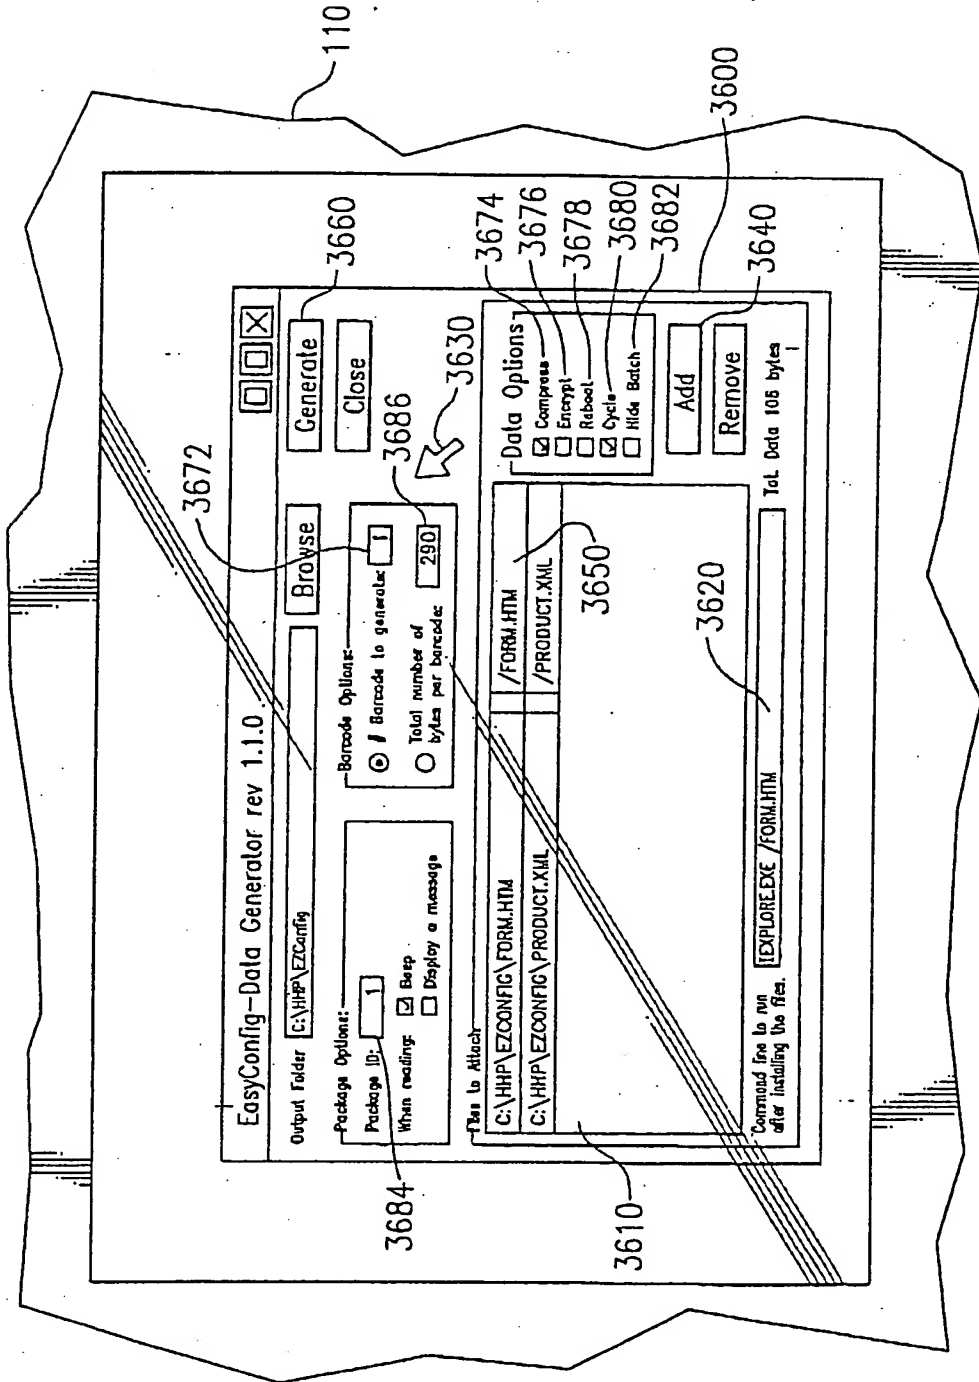 110
3672
3660
EasyConfig-Data Generator rev 1.1.0
Output Folder C:\HHP\EZConfig Browse Generate
Close
Package Options:
Package ID: 1
When reading: Beep
Display a message
Barcode Options:
# Barcode to generate: 1
Total number of
bytes per barcode: 290
3686
3630
3684
Files to Attach
C:\HHP\EZCONFIG\FORM.HTM /FORM.HTM
C:\HHP\EZCONFIG\PRODUCT.XML /PRODUCT.XML
Data Options
Compress
Encrypt
Reboot
Cycle
Hide Batch
3674
3676
3678
3680
3682
Add
Remove
3640
3650
3610
3620
Command line to run
after installing the files.
IEXPLORE.EXE /FORM.HTM
Tot. Data 106 bytes
3600